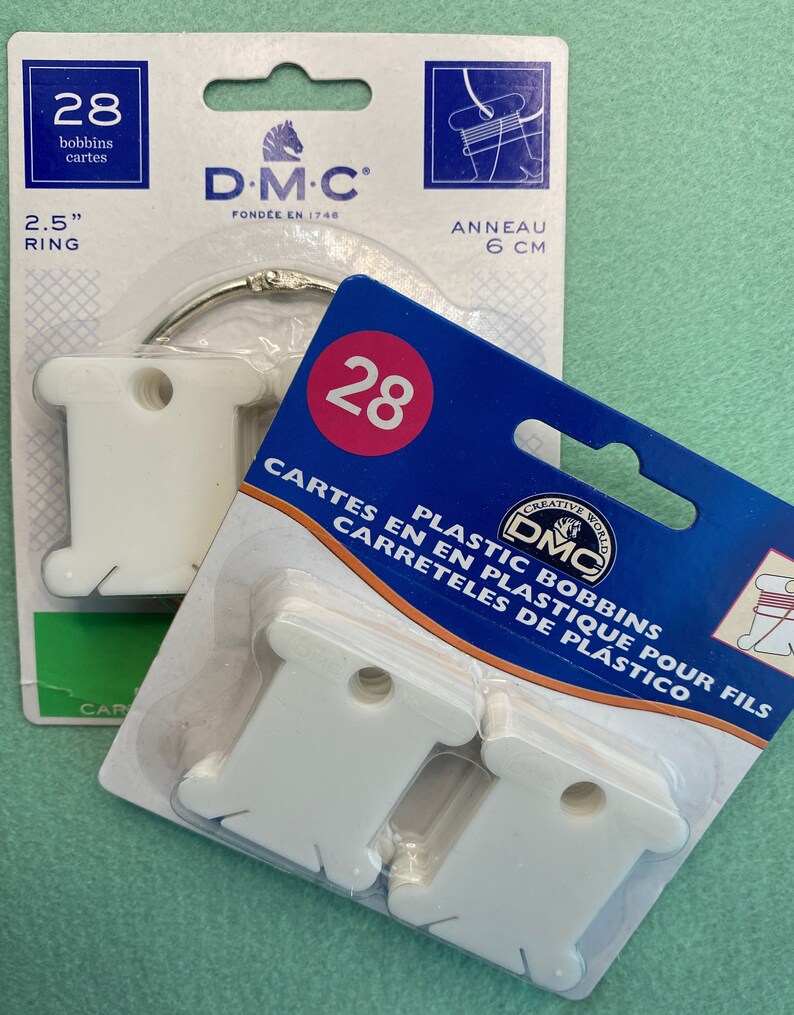 28
bobbins
cartes
D·M·C®
FONDÉE EN 1746
2.5”
RING
ANNEAU
6 CM
CAR
28
CREATIVE WORLD
DMC
PLASTIC BOBBINS
CARTES EN EN PLASTIQUE POUR FILS
CARRETELES DE PLÁSTICO